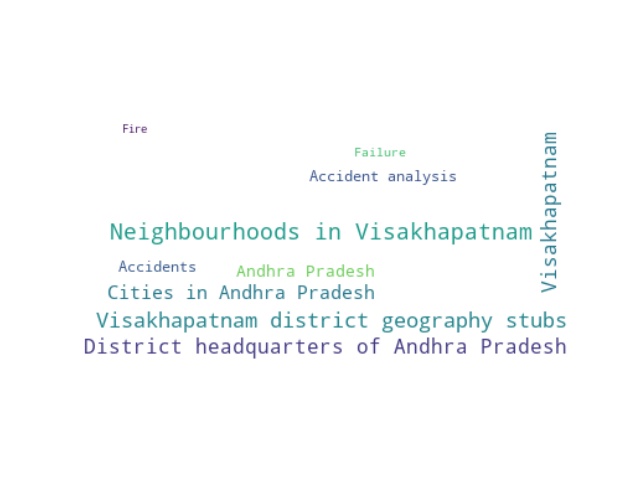 Fire
Failure
Accident analysis
Visakhapatnam
Neighbourhoods in Visakhapatnam
Accidents
Andhra Pradesh
Cities in Andhra Pradesh
Visakhapatnam district geography stubs
District headquarters of Andhra Pradesh